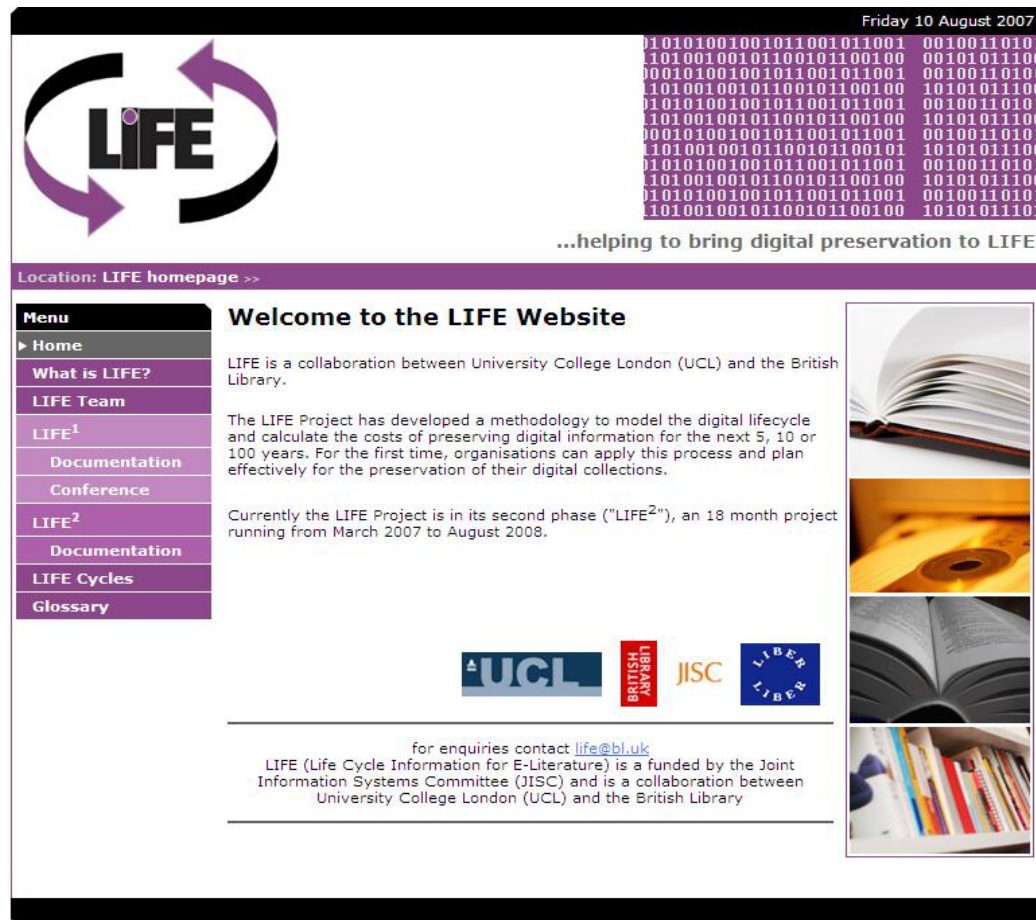 Friday 10 August 2007
LIFE
...helping to bring digital preservation to LIFE
Location: LIFE homepage >>
Menu
Home
What is LIFE?
LIFE Team
LIFE1
Documentation
Conference
LIFE2
Documentation
LIFE Cycles
Glossary
Welcome to the LIFE Website
LIFE is a collaboration between University College London (UCL) and the British
Library.
The LIFE Project has developed a methodology to model the digital lifecycle
and calculate the costs of preserving digital information for the next 5, 10 or
100 years. For the first time, organisations can apply this process and plan
effectively for the preservation of their digital collections.
Currently the LIFE Project is in its second phase ("LIFE2"), an 18 month project
running from March 2007 to August 2008.
UCL
BRITISH
LIBRARY
JISC
LIBER
LIBER
for enquiries contact life@bl.uk
LIFE (Life Cycle Information for E-Literature) is a funded by the Joint
Information Systems Committee (JISC) and is a collaboration between
University College London (UCL) and the British Library